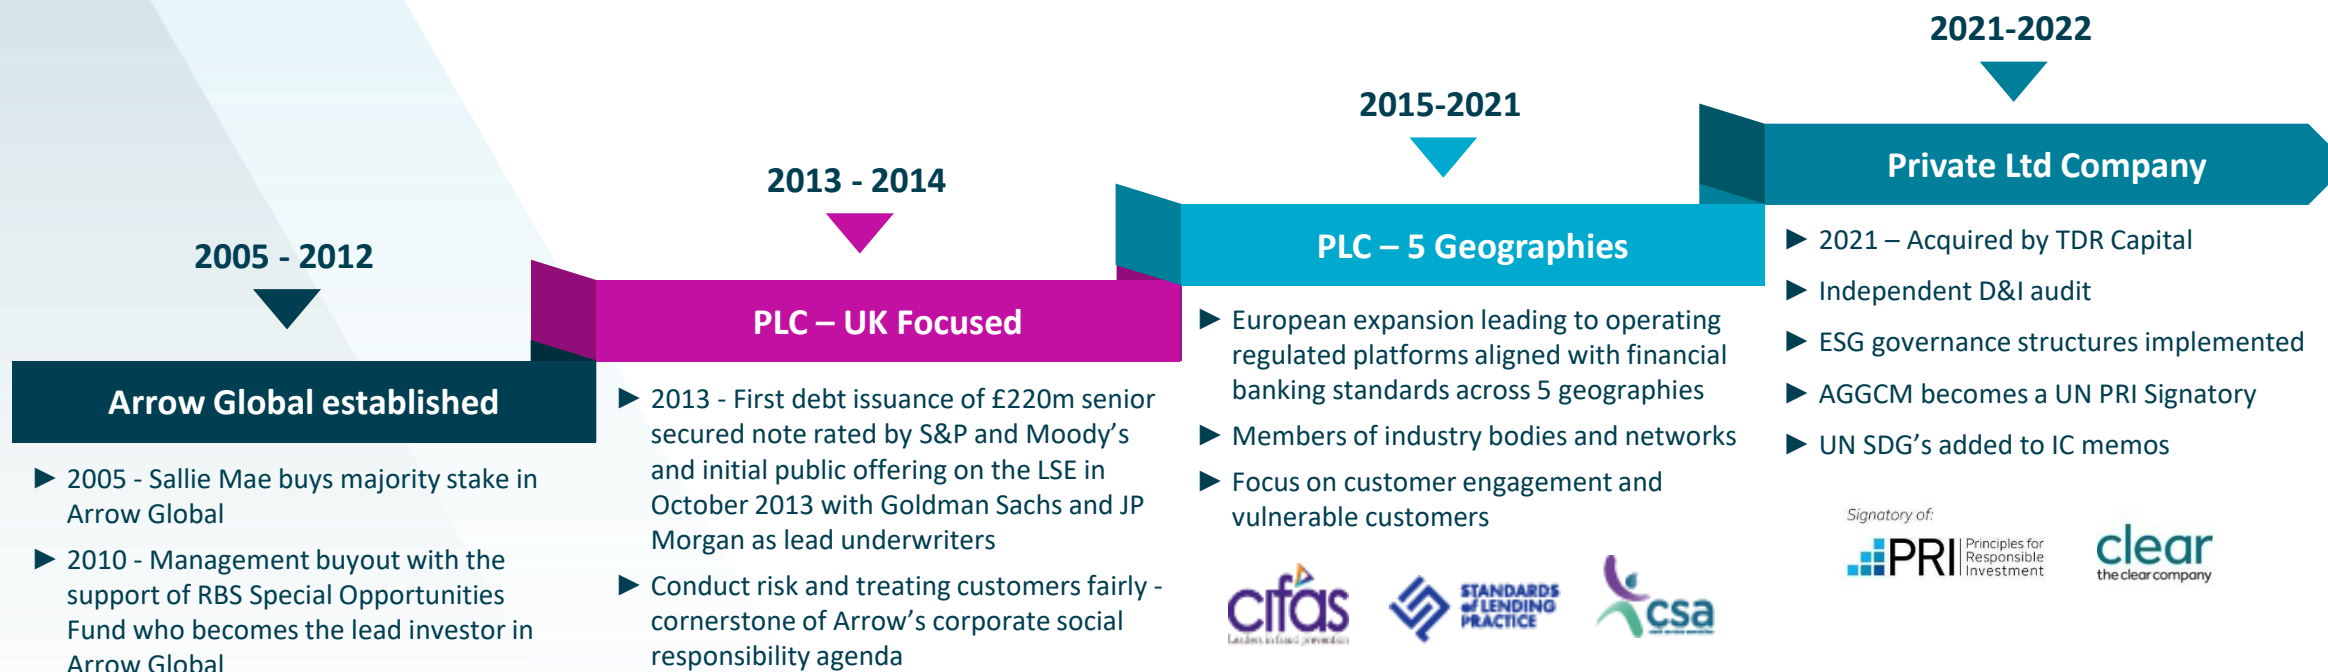 2005 - 2012
Arrow Global established
► 2005 - Sallie Mae buys majority stake in
Arrow Global
► 2010 - Management buyout with the
support of RBS Special Opportunities
Fund who becomes the lead investor in
Arrow Global
2013 - 2014
PLC – UK Focused
► 2013 - First debt issuance of £220m senior
secured note rated by S&P and Moody’s
and initial public offering on the LSE in
October 2013 with Goldman Sachs and JP
Morgan as lead underwriters
► Conduct risk and treating customers fairly -
cornerstone of Arrow’s corporate social
responsibility agenda
2015-2021
PLC – 5 Geographies
► European expansion leading to operating
regulated platforms aligned with financial
banking standards across 5 geographies
► Members of industry bodies and networks
► Focus on customer engagement and
vulnerable customers
cifas
Leaders in fraud prevention
STANDARDS
of LENDING
PRACTICE
csa
2021-2022
Private Ltd Company
► 2021 – Acquired by TDR Capital
► Independent D&I audit
► ESG governance structures implemented
► AGGCM becomes a UN PRI Signatory
► UN SDG’s added to IC memos
Signatory of:
PRI
Principles for
Responsible
Investment
clear
the clear company